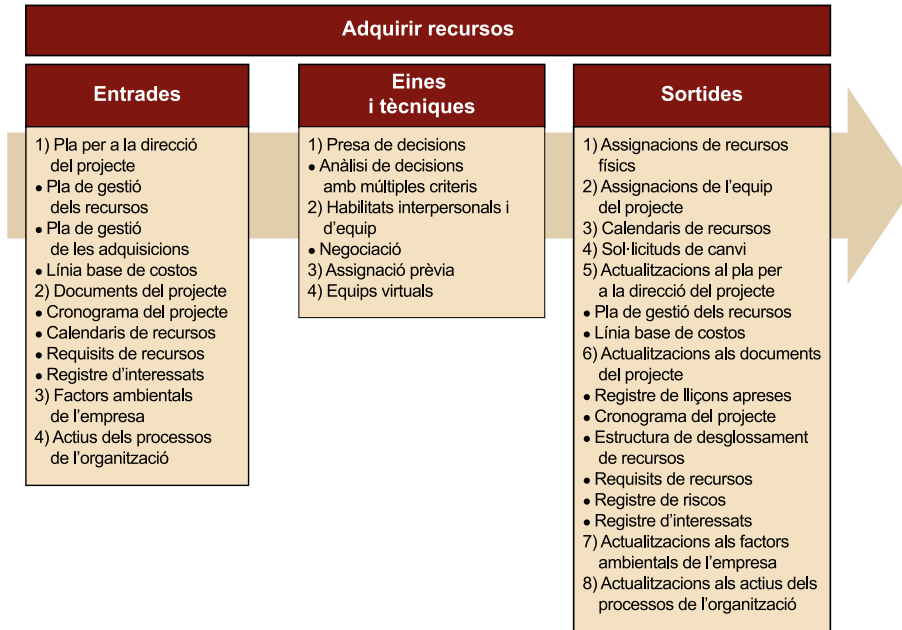 Adquirir recursos
Entrades
1) Pla per a la direcció
del projecte
• Pla de gestió
dels recursos
• Pla de gestió
de les adquisicions
• Línia base de costos
2) Documents del projecte
• Cronograma del projecte
• Calendaris de recursos
• Requisits de recursos
• Registre d’interessats
3) Factors ambientals
de l’empresa
4) Actius dels processos
de l’organització
Eines
i tècniques
1) Presa de decisions
• Anàlisi de decisions
amb múltiples criteris
2) Habilitats interpersonals i
d’equip
• Negociació
3) Assignació prèvia
4) Equips virtuals
Sortides
1) Assignacions de recursos
físics
2) Assignacions de l’equip
del projecte
3) Calendaris de recursos
4) Sol·licituds de canvi
5) Actualitzacions al pla per
a la direcció del projecte
• Pla de gestió dels recursos
• Línia base de costos
6) Actualitzacions als documents
del projecte
• Registre de lliçons apreses
• Cronograma del projecte
• Estructura de desglossament
de recursos
• Requisits de recursos
• Registre de riscos
• Registre d’interessats
7) Actualitzacions als factors
ambientals de l’empresa
8) Actualitzacions als actius dels
processos de l’organització